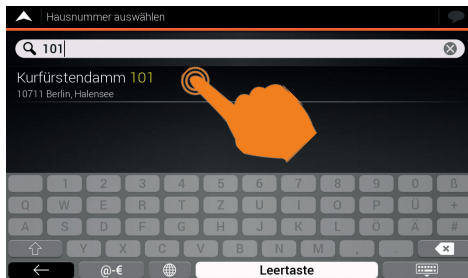 Hausnummer auswählen
101
Kurfürstendamm 101
10711 Berlin, Halensee
1 2 3 4 5 6 7 8 9 0 ß
Q W E R T Z U I O P Ü +
A S D F G H J K L Ö Ä #
Y X C V B N M , .
@-€ Leertaste